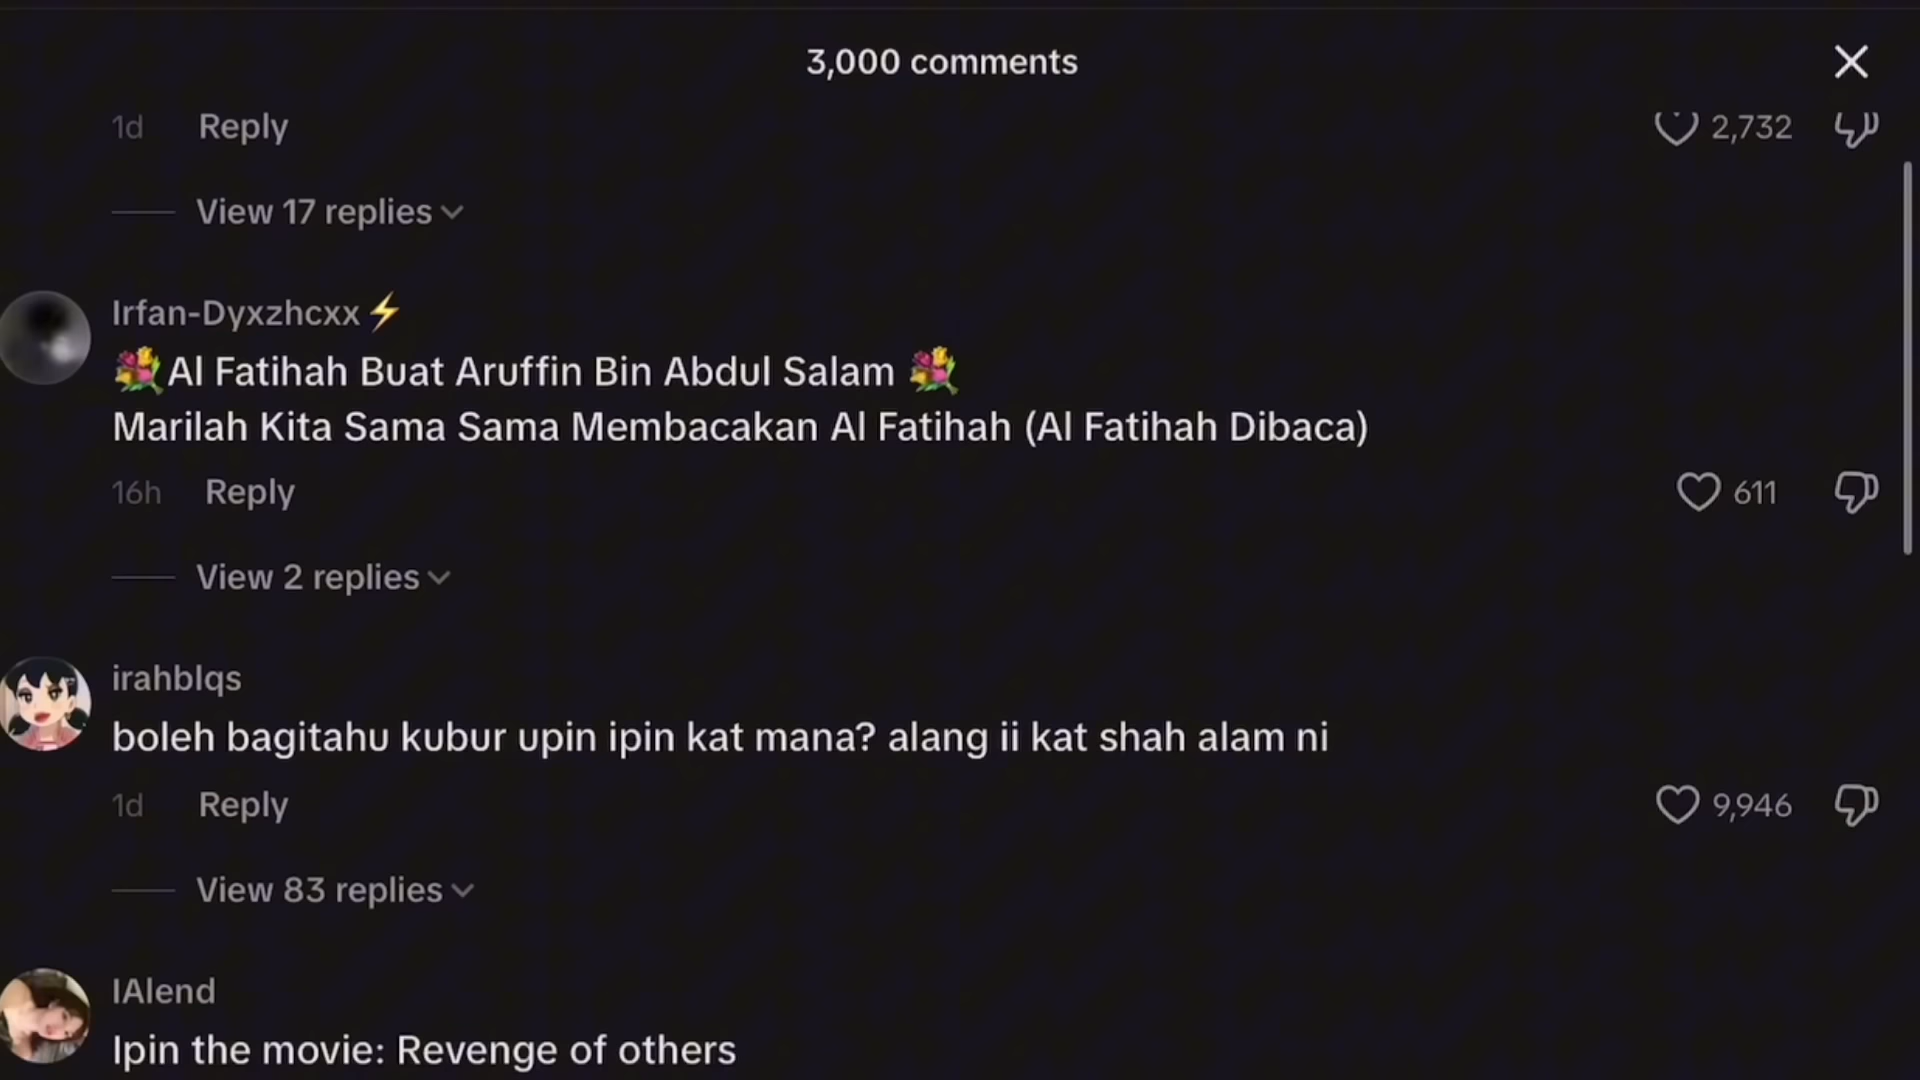 3,000 comments
1d Reply 2,732
View 17 replies
Irfan-Dyxzhcxx⚡
💐Al Fatihah Buat Aruffin Bin Abdul Salam 💐
Marilah Kita Sama Sama Membacakan Al Fatihah (Al Fatihah Dibaca)
16h Reply 611
View 2 replies
irahblqs
boleh bagitahu kubur upin ipin kat mana? alang ii kat shah alam ni
1d Reply 9,946
View 83 replies
IAlend
Ipin the movie: Revenge of others